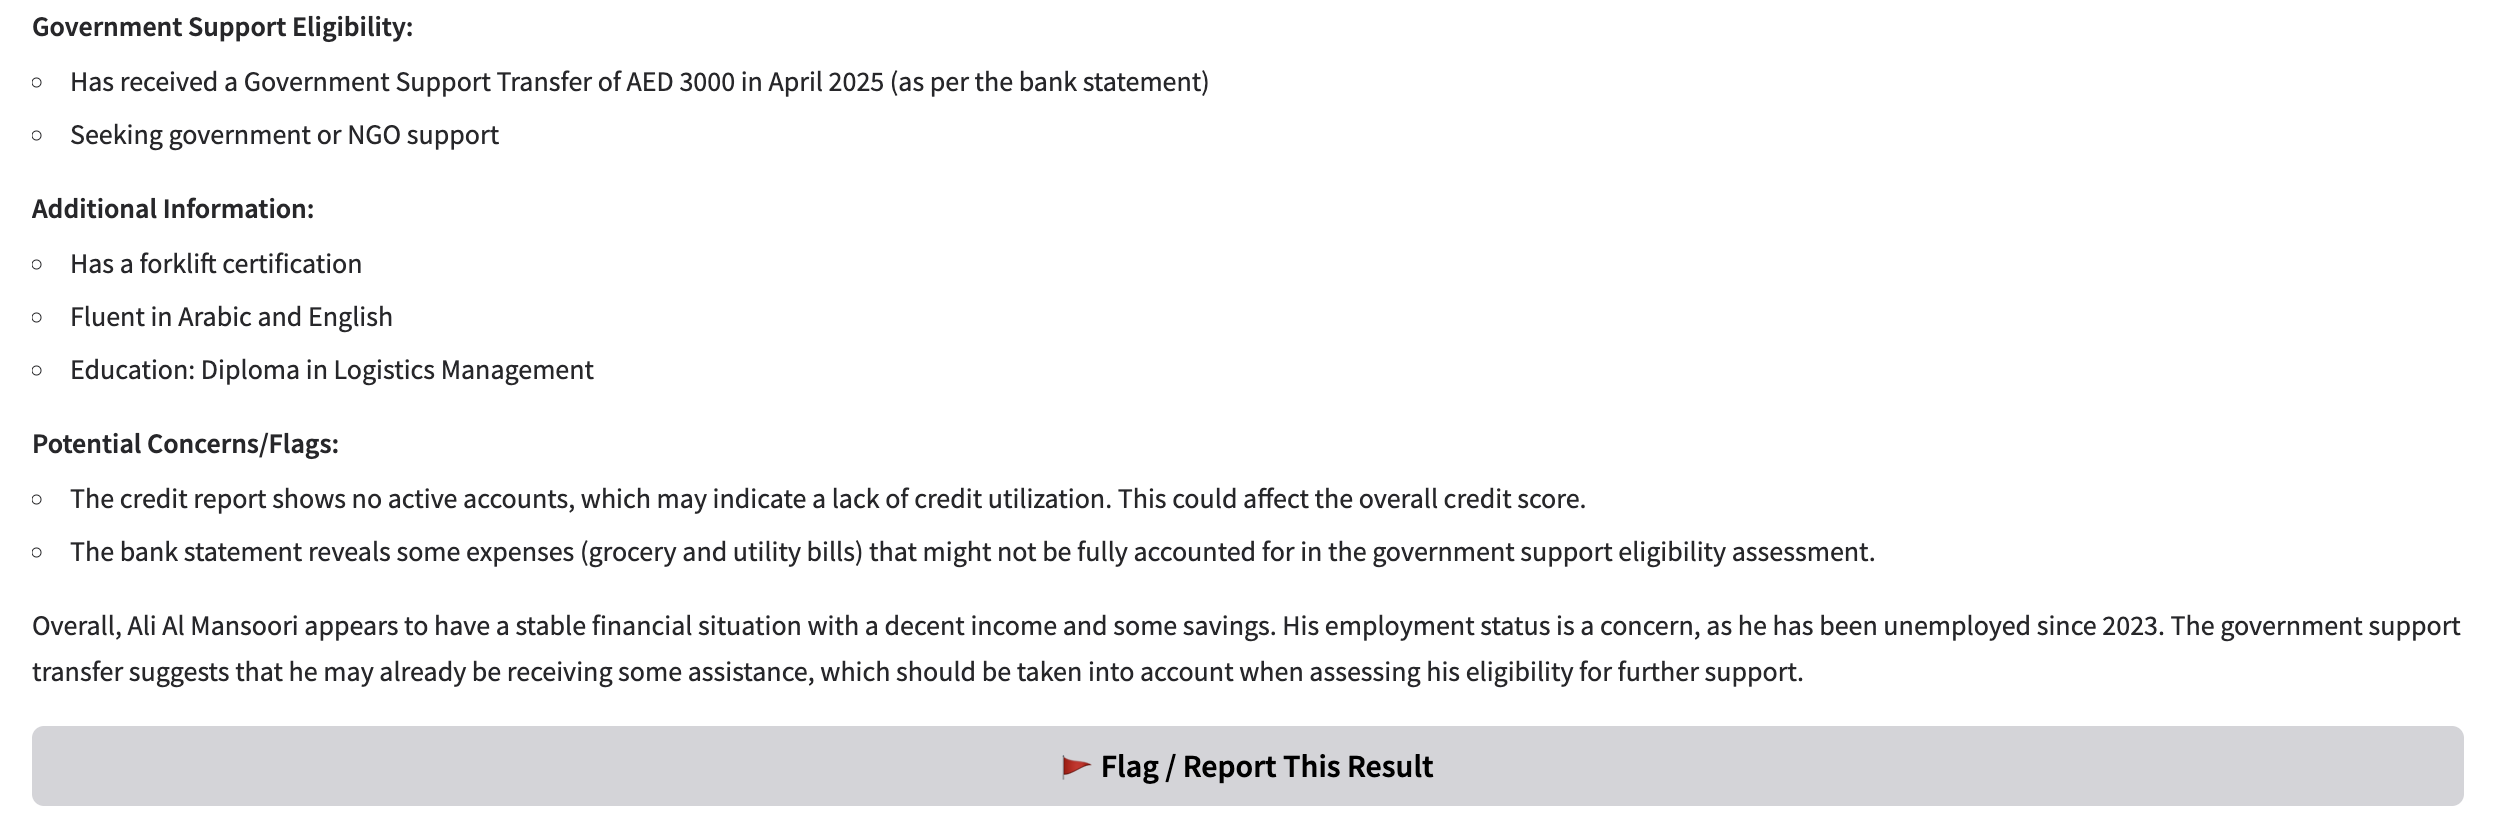 Government Support Eligibility:
Has received a Government Support Transfer of AED 3000 in April 2025 (as per the bank statement)
Seeking government or NGO support
Additional Information:
Has a forklift certification
Fluent in Arabic and English
Education: Diploma in Logistics Management
Potential Concerns/Flags:
The credit report shows no active accounts, which may indicate a lack of credit utilization. This could affect the overall credit score.
The bank statement reveals some expenses (grocery and utility bills) that might not be fully accounted for in the government support eligibility assessment.
Overall, Ali Al Mansoori appears to have a stable financial situation with a decent income and some savings. His employment status is a concern, as he has been unemployed since 2023. The government support
transfer suggests that he may already be receiving some assistance, which should be taken into account when assessing his eligibility for further support.
Flag / Report This Result